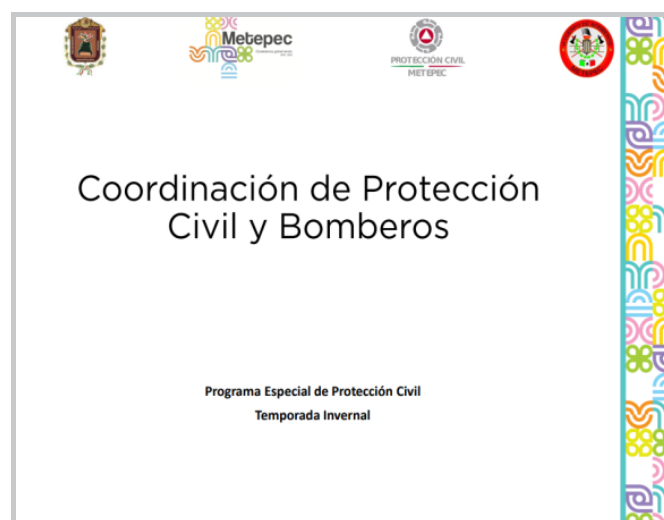 Metepec
PROTECCIÓN CIVIL
METEPEC
Coordinación de Protección
Civil y Bomberos
Programa Especial de Protección Civil
Temporada Invernal